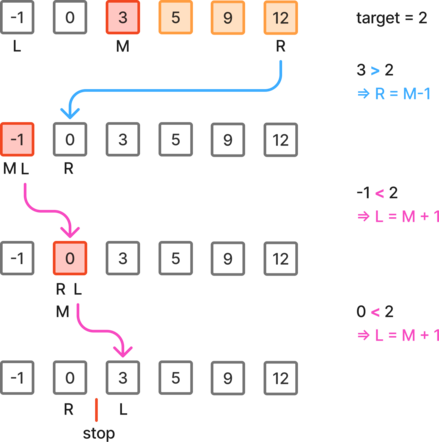 -1 0 3 5 9 12 target = 2
L M R
3 > 2
⇒ R = M-1
-1 0 3 5 9 12
M L R
-1 < 2
⇒ L = M + 1
-1 0 3 5 9 12
R L
M
0 < 2
⇒ L = M + 1
-1 0 3 5 9 12
R L
stop